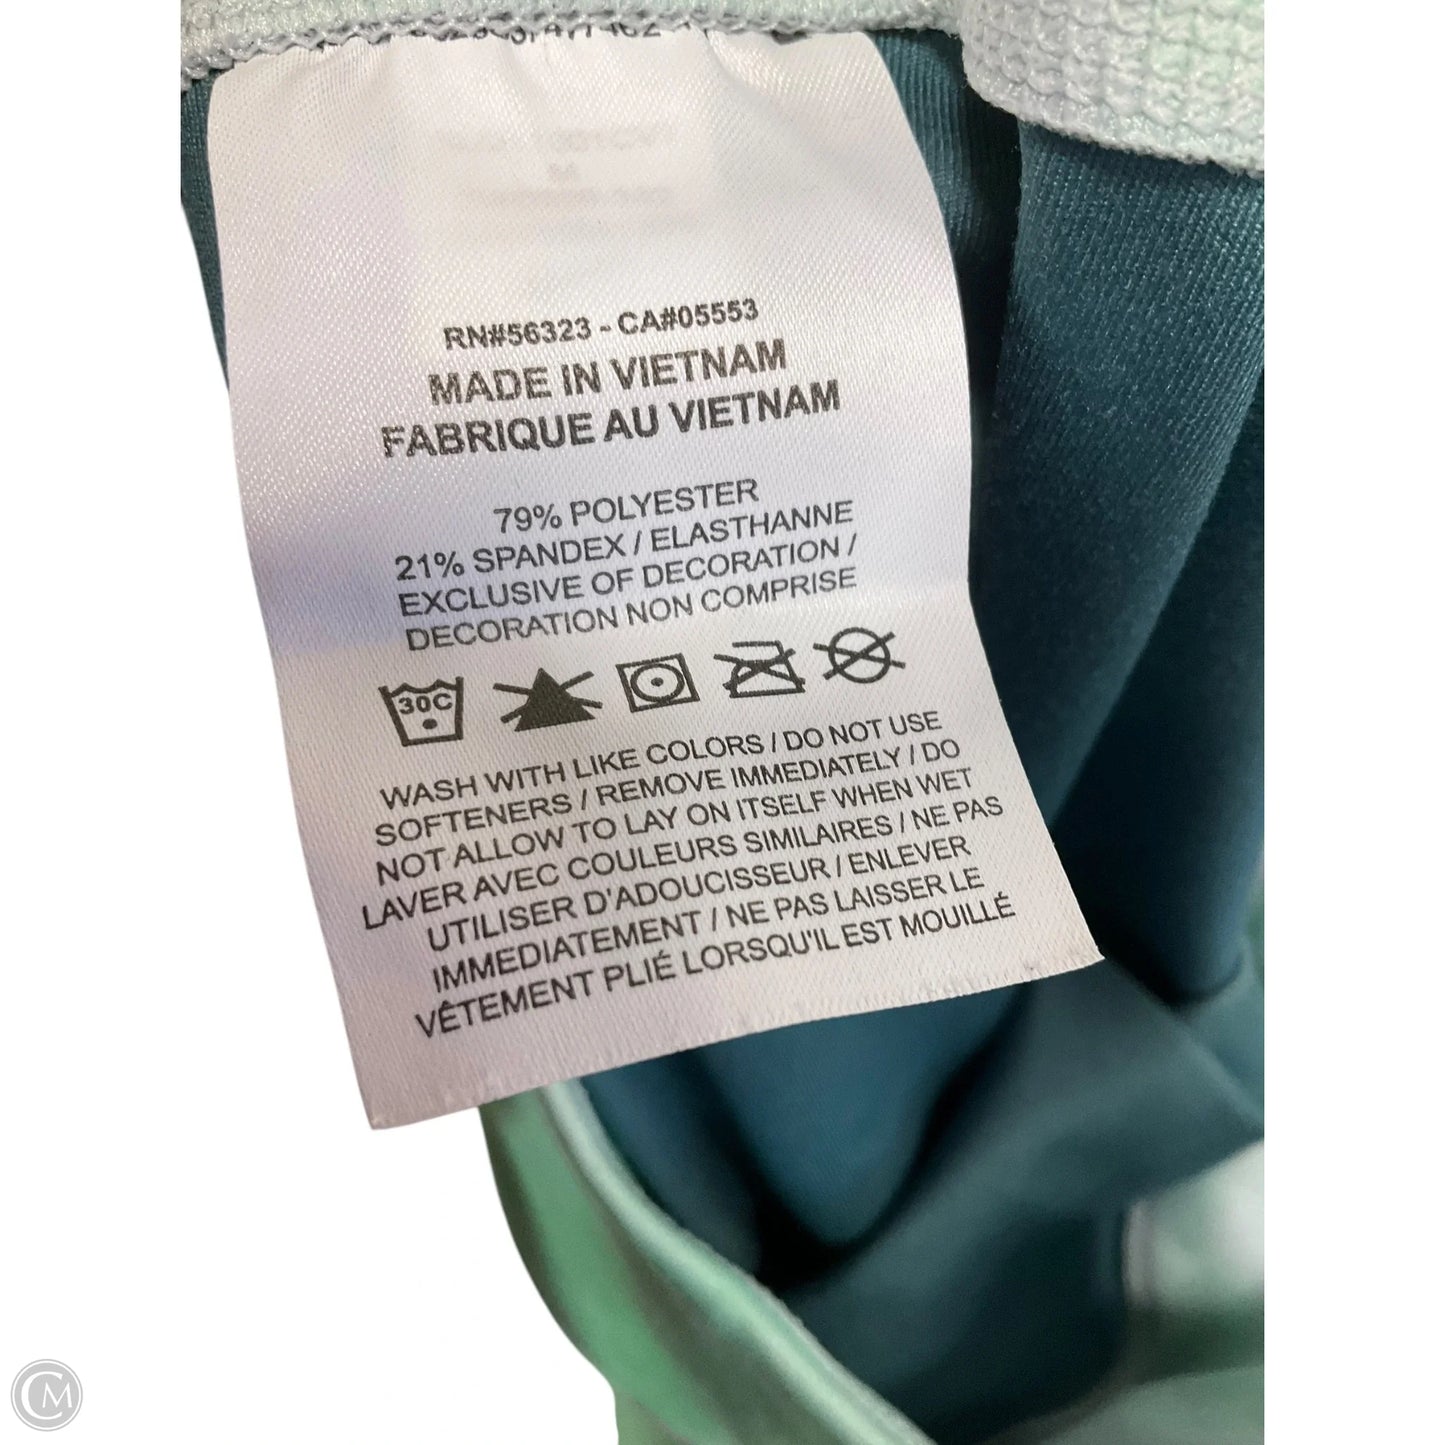 RN#56323 - CA#05553
MADE IN VIETNAM
FABRIQUE AU VIETNAM
79% POLYESTER
21% SPANDEX / ELASTHANNE
EXCLUSIVE OF DECORATION /
DECORATION NON COMPRISE
30C
WASH WITH LIKE COLORS / DO NOT USE
SOFTENERS / REMOVE IMMEDIATELY / DO
NOT ALLOW TO LAY ON ITSELF WHEN WET
LAVER AVEC COULEURS SIMILAIRES / NE PAS
UTILISER D'ADOUCISSEUR / ENLEVER
IMMEDIATEMENT / NE PAS LAISSER LE
VÊTEMENT PLIÉ LORSQU'IL EST MOUILLÉ
CM